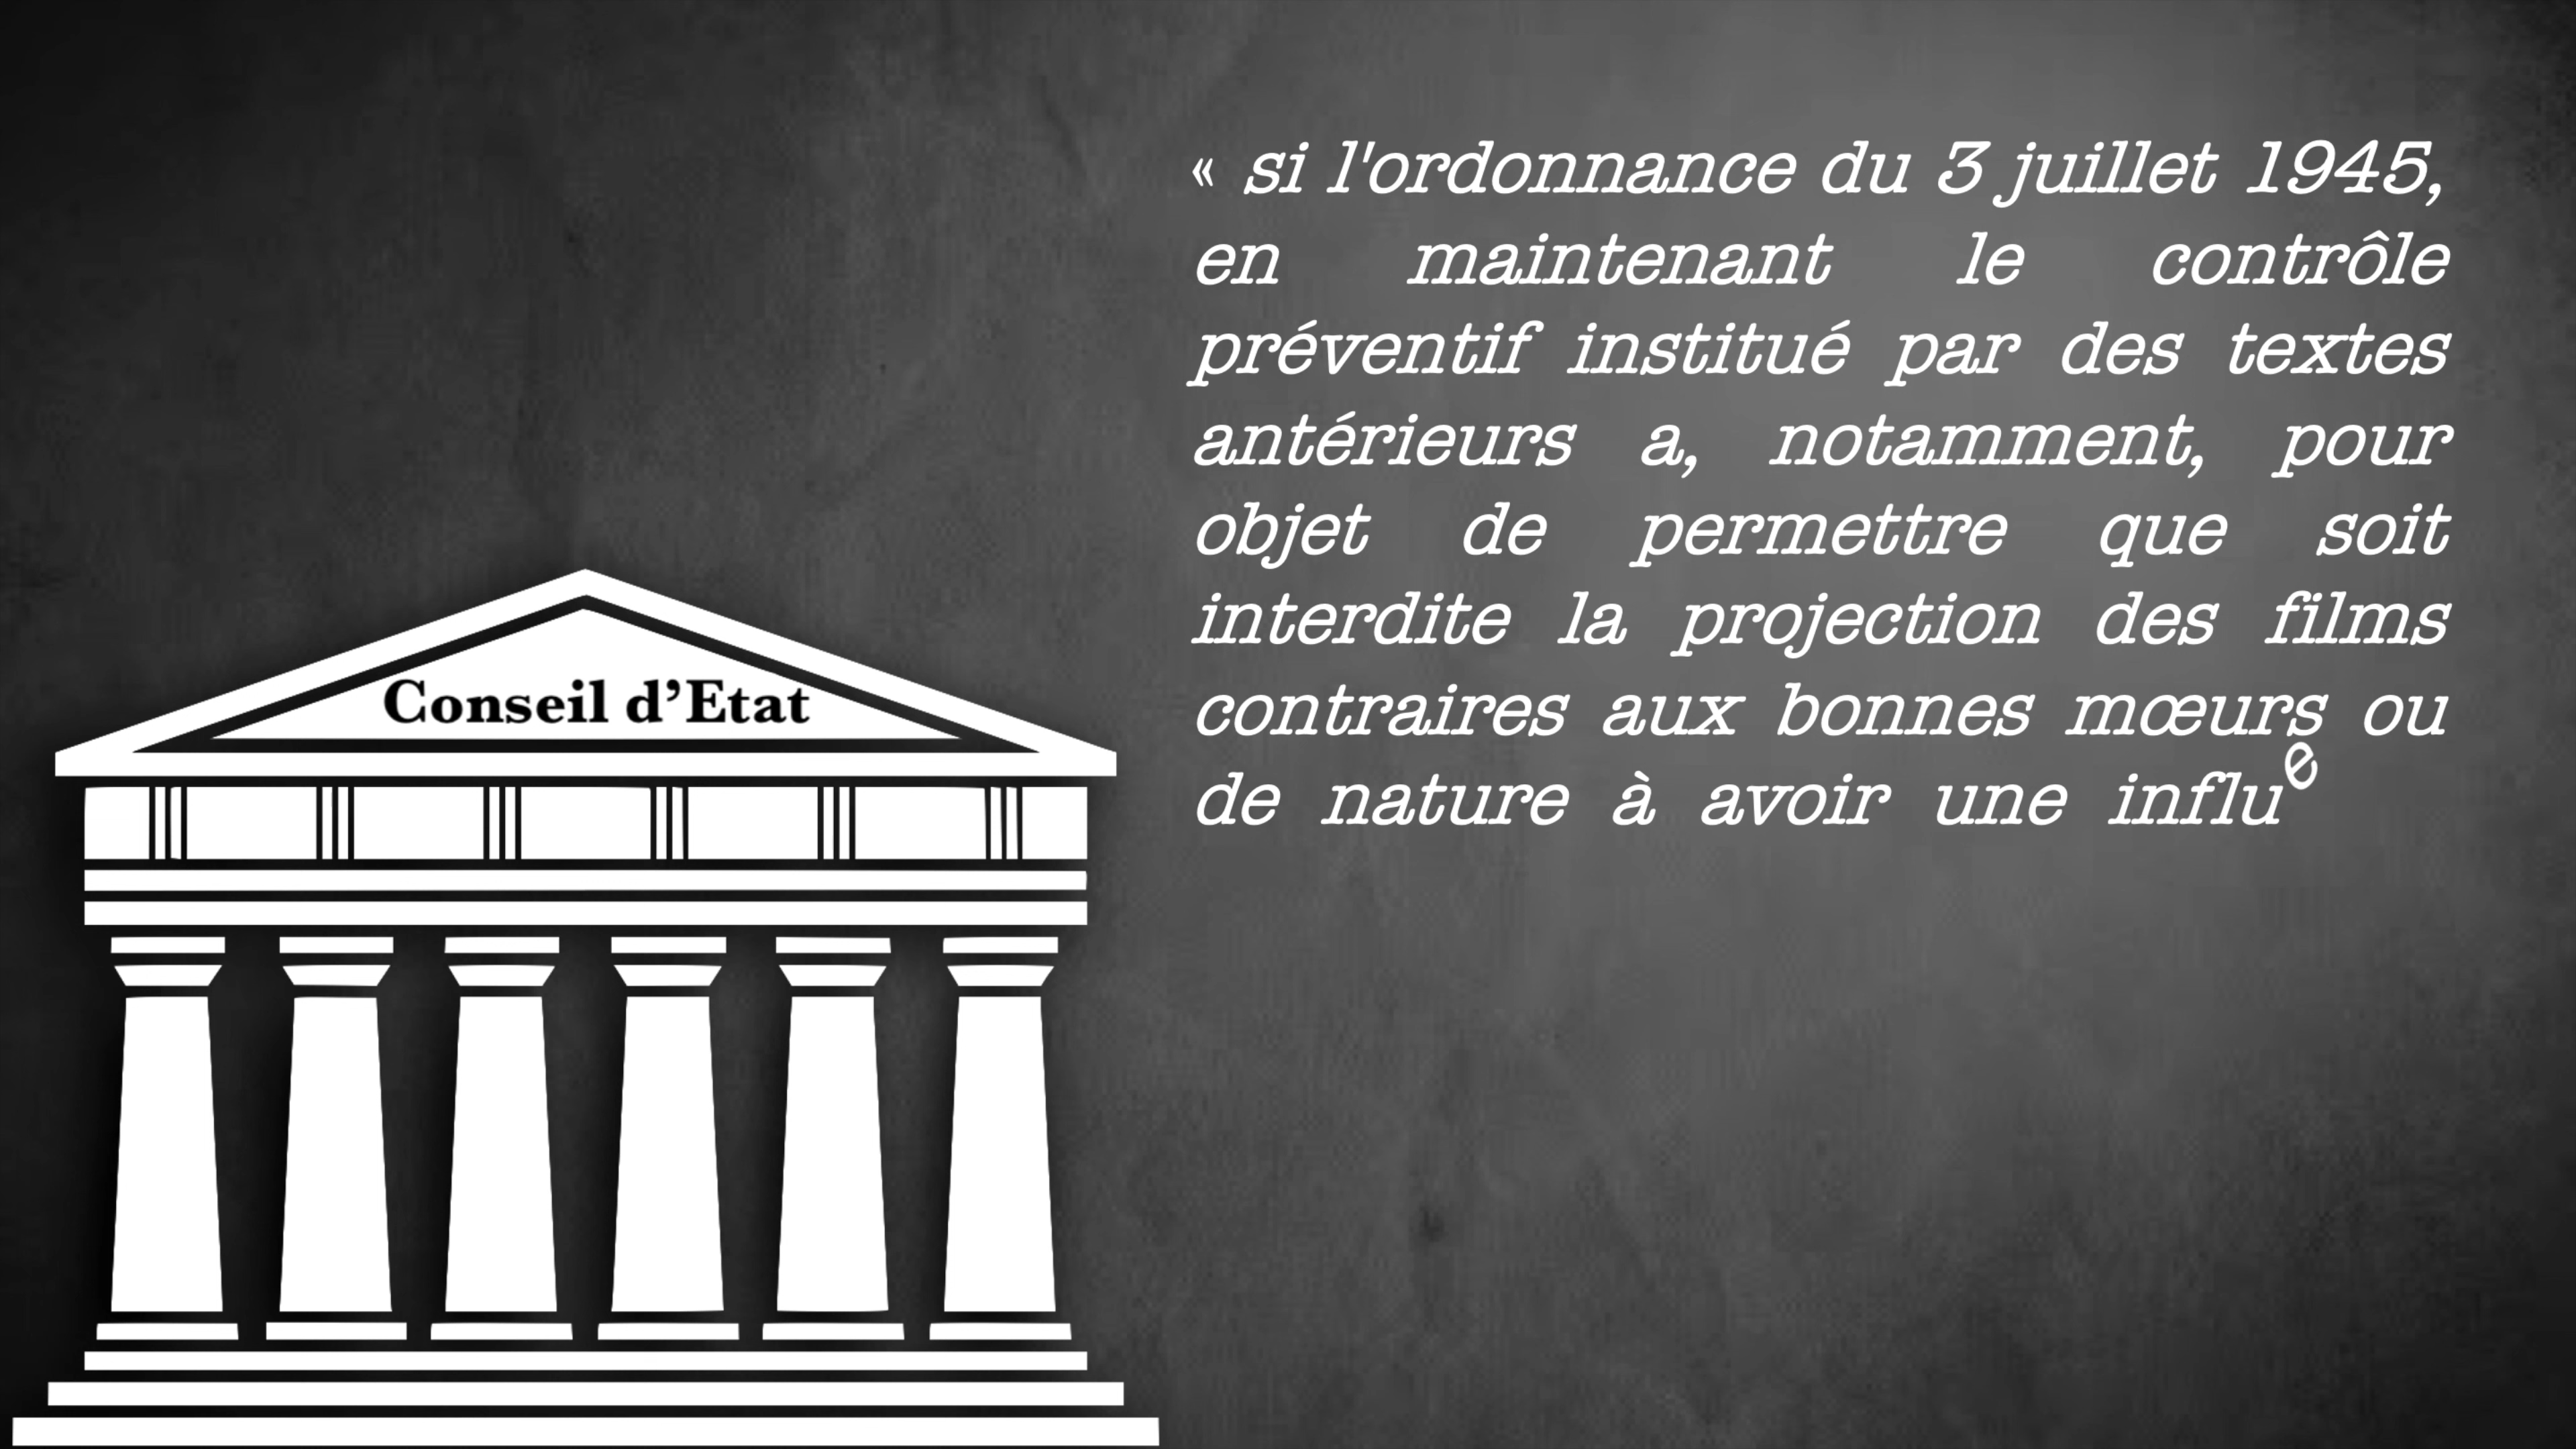 « si l'ordonnance du 3 juillet 1945,
en maintenant le contrôle
préventif institué par des textes
antérieurs a, notamment, pour
objet de permettre que soit
interdite la projection des films
contraires aux bonnes mœurs ou
de nature à avoir une influe
Conseil d’Etat